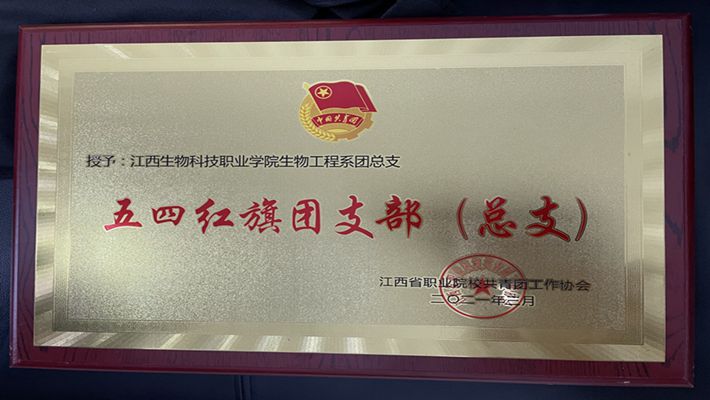 中国共青团
授予：江西生物科技职业学院生物工程系团总支
五四红旗团支部（总支）
江西省职业院校共青团工作协会
二〇二一年三月